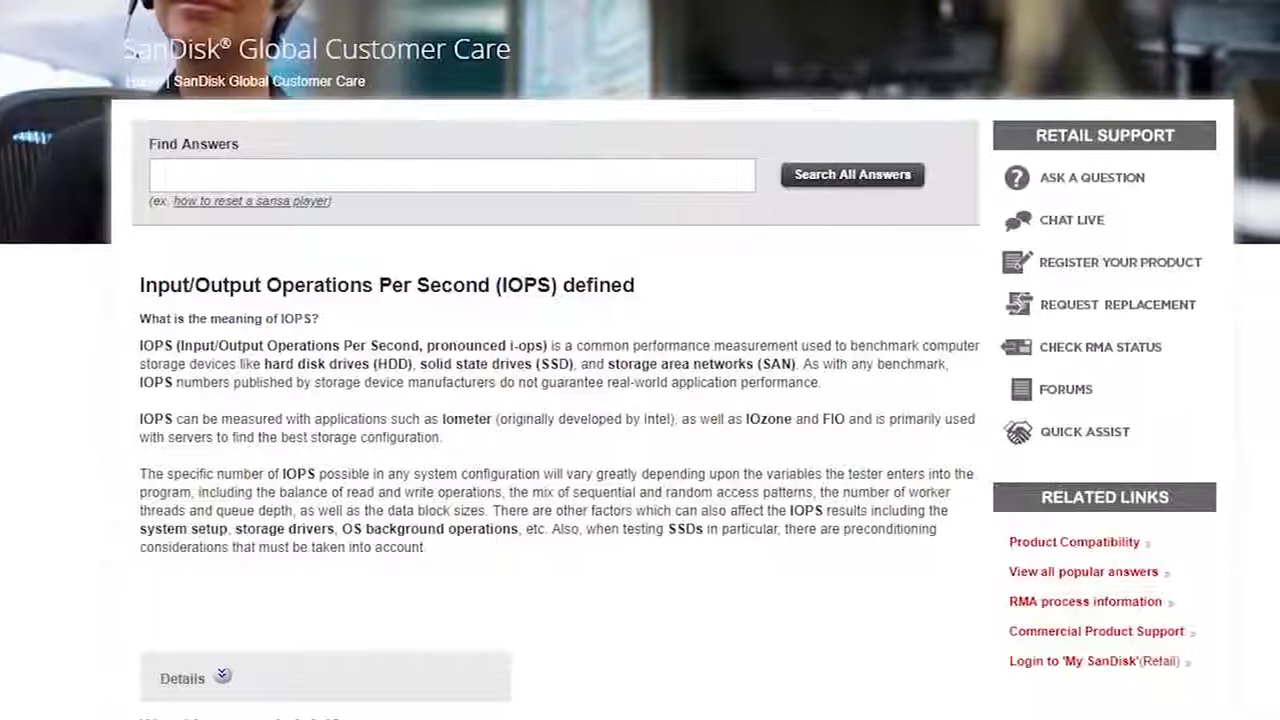 SanDisk® Global Customer Care
Home | SanDisk Global Customer Care
Find Answers
Search All Answers
(ex. how to reset a sansa player)
Input/Output Operations Per Second (IOPS) defined
What is the meaning of IOPS?
IOPS (Input/Output Operations Per Second, pronounced i-ops) is a common performance measurement used to benchmark computer
storage devices like hard disk drives (HDD), solid state drives (SSD), and storage area networks (SAN). As with any benchmark,
IOPS numbers published by storage device manufacturers do not guarantee real-world application performance.
IOPS can be measured with applications such as Iometer (originally developed by Intel), as well as IOzone and FIO and is primarily used
with servers to find the best storage configuration.
The specific number of IOPS possible in any system configuration will vary greatly depending upon the variables the tester enters into the
program, including the balance of read and write operations, the mix of sequential and random access patterns, the number of worker
threads and queue depth, as well as the data block sizes. There are other factors which can also affect the IOPS results including the
system setup, storage drivers, OS background operations, etc. Also, when testing SSDs in particular, there are preconditioning
considerations that must be taken into account.
Details
RETAIL SUPPORT
ASK A QUESTION
CHAT LIVE
REGISTER YOUR PRODUCT
REQUEST REPLACEMENT
CHECK RMA STATUS
FORUMS
QUICK ASSIST
RELATED LINKS
Product Compatibility »
View all popular answers »
RMA process information »
Commercial Product Support »
Login to 'My SanDisk'(Retail) »